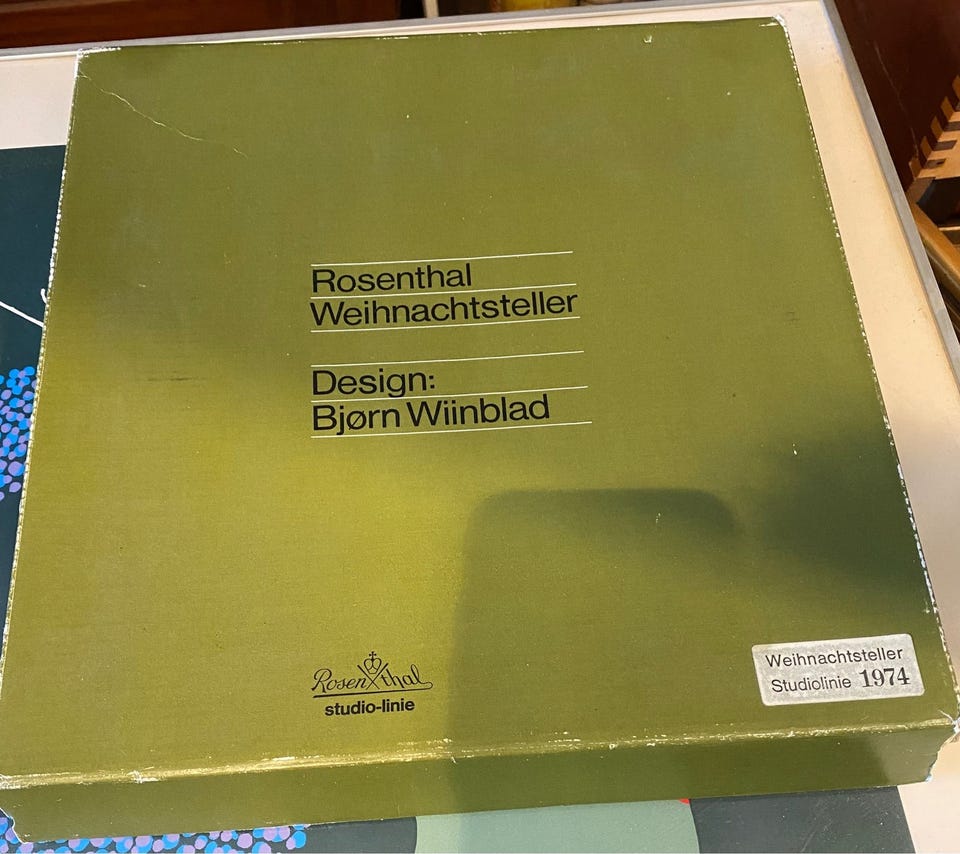 Rosenthal
Weihnachtsteller
Design:
Bjørn Wiinblad
Rosenthal
studio-linie
Weihnachtsteller
Studiolinie 1974